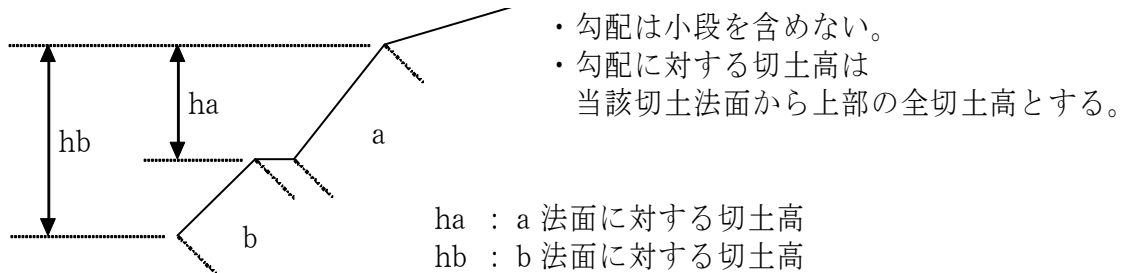 ・勾配は小段を含めない。
・勾配に対する切土高は
当該切土法面から上部の全切土高とする。
ha
hb
a
b
ha : a 法面に対する切土高
hb : b 法面に対する切土高